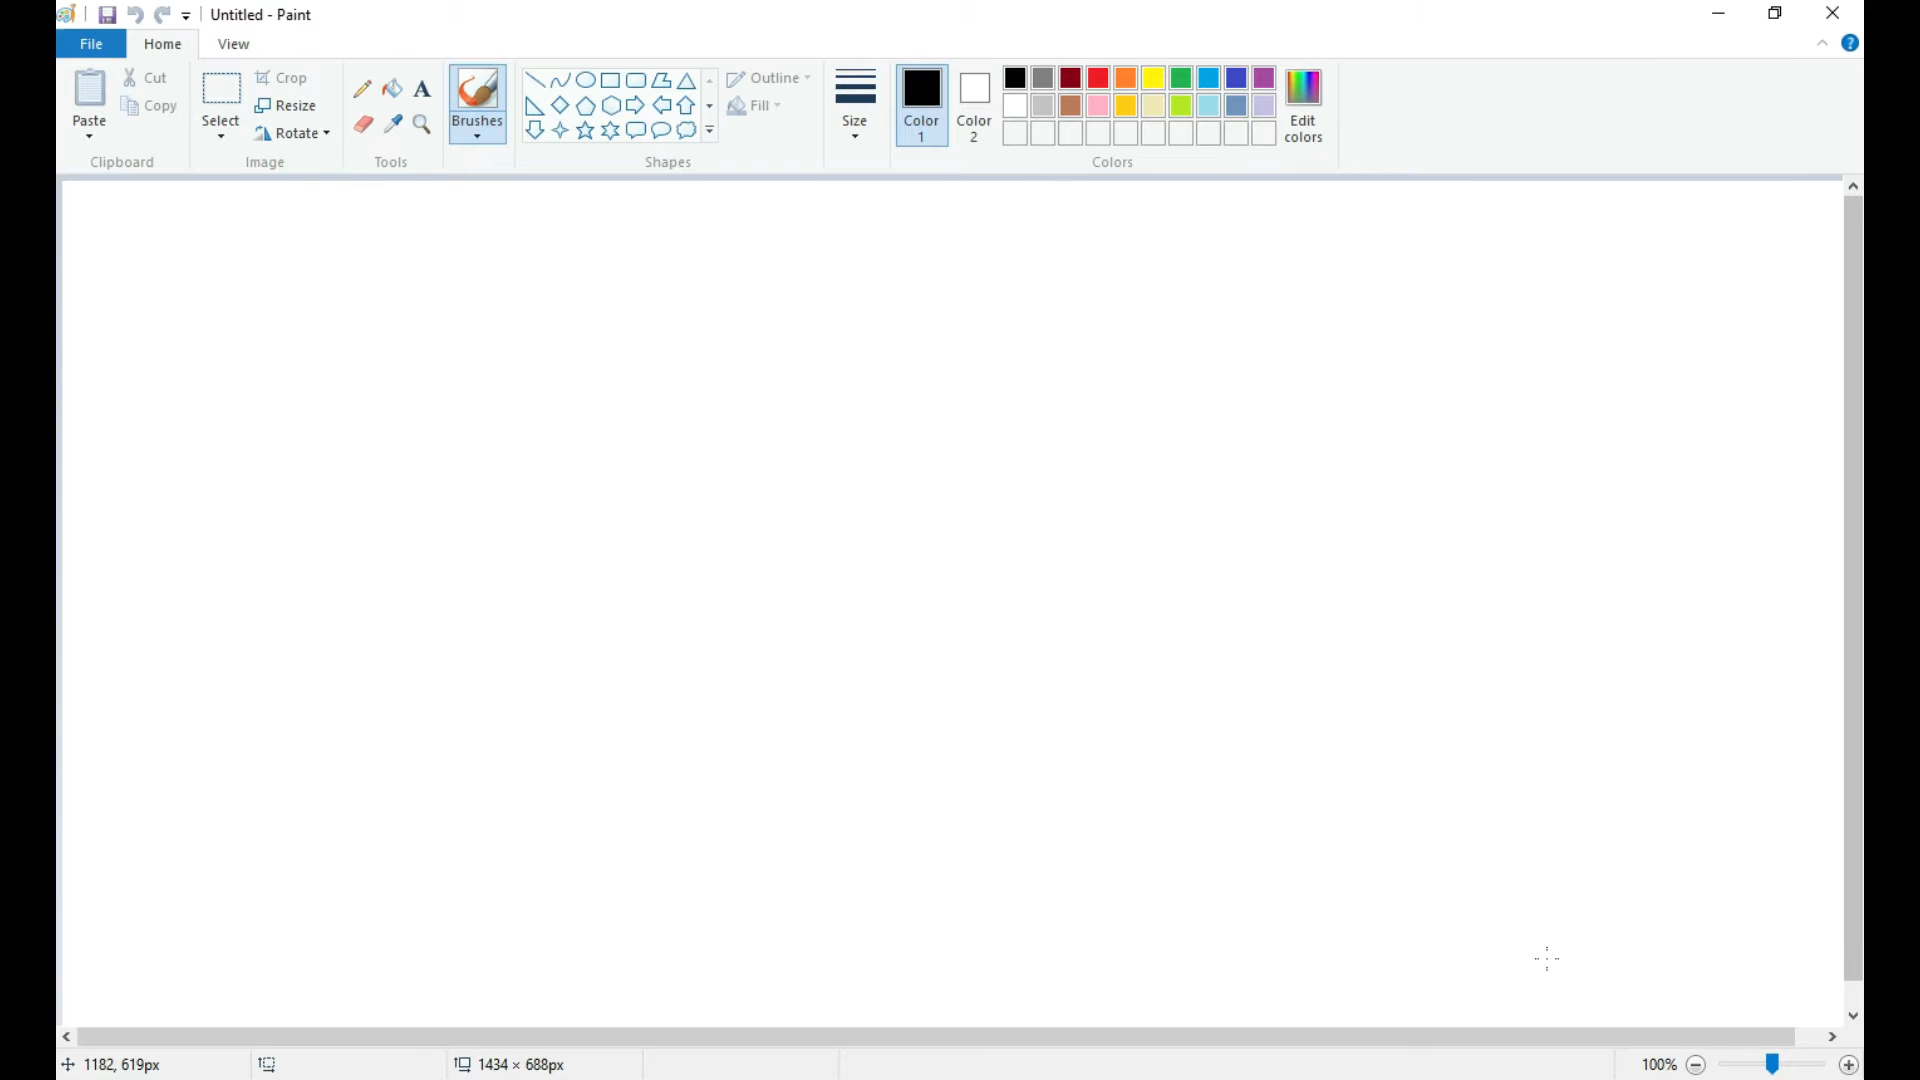 Untitled - Paint
File Home View
Paste
Cut
Copy
Clipboard
Select
Crop
Resize
Rotate
Image
A
Tools
Brushes
Shapes
Outline
Fill
Size
Color
1
Color
2
Edit
colors
Colors
?
1182, 619px
1434 × 688px
100%